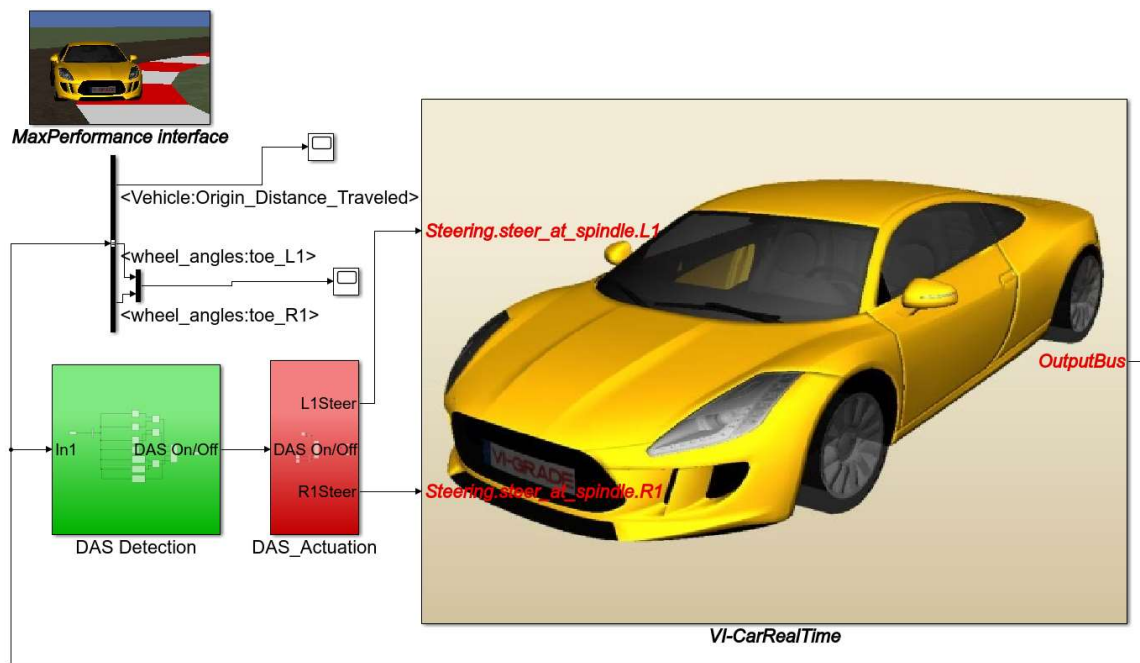 MaxPerformance interface
<Vehicle:Origin_Distance_Traveled>
<wheel_angles:toe_L1>
<wheel_angles:toe_R1>
Steering.steer_at_spindle.L1
OutputBus
L1Steer
In1
DAS On/Off
DAS On/Off
R1Steer
Steering.steer_at_spindle.R1
VI-GRADE
DAS Detection
DAS_Actuation
VI-CarRealTime